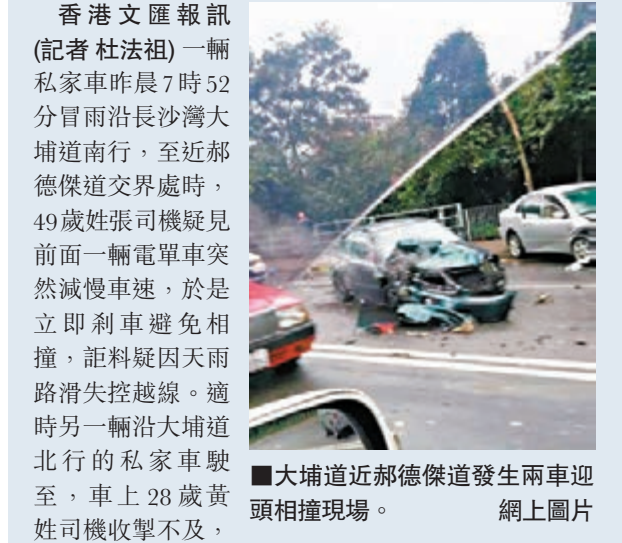 香港文匯報訊
(記者 杜法祖) 一輛
私家車昨晨7時52
分冒雨沿長沙灣大
埔道南行，至近郝
德傑道交界處時，
49歲姓張司機疑見
前面一輛電單車突
然減慢車速，於是
立即剎車避免相
撞，詎料疑因天雨
路滑失控越線。適
時另一輛沿大埔道
北行的私家車駛
至，車上28歲黃
姓司機收掣不及，
■大埔道近郝德傑道發生兩車迎
頭相撞現場。 網上圖片